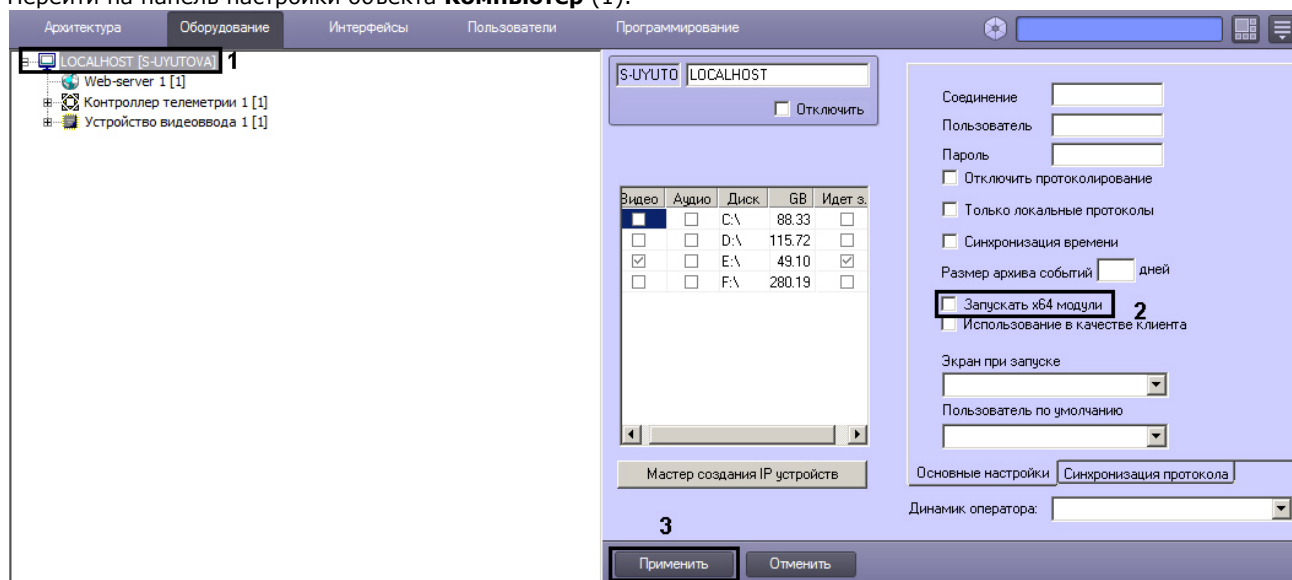 Перейти на панель настройки объекта Компьютер (1).
Архитектура Оборудование Интерфейсы Пользователи Программирование
LOCALHOST [S-UYUTOVA] 1
Web-server 1 [1]
Контроллер телеметрии 1 [1]
Устройство видеоввода 1 [1]
S-UYUTO LOCALHOST
Отключить
Видео Аудио Диск GB Идет з.
C:\ 88.33
D:\ 115.72
E:\ 49.10
F:\ 280.19
Мастер создания IP устройств
Соединение
Пользователь
Пароль
Отключить протоколирование
Только локальные протоколы
Синхронизация времени
Размер архива событий дней
Запускать x64 модули 2
Использование в качестве клиента
Экран при запуске
Пользователь по умолчанию
Основные настройки Синхронизация протокола
Динамик оператора:
3
Применить Отменить